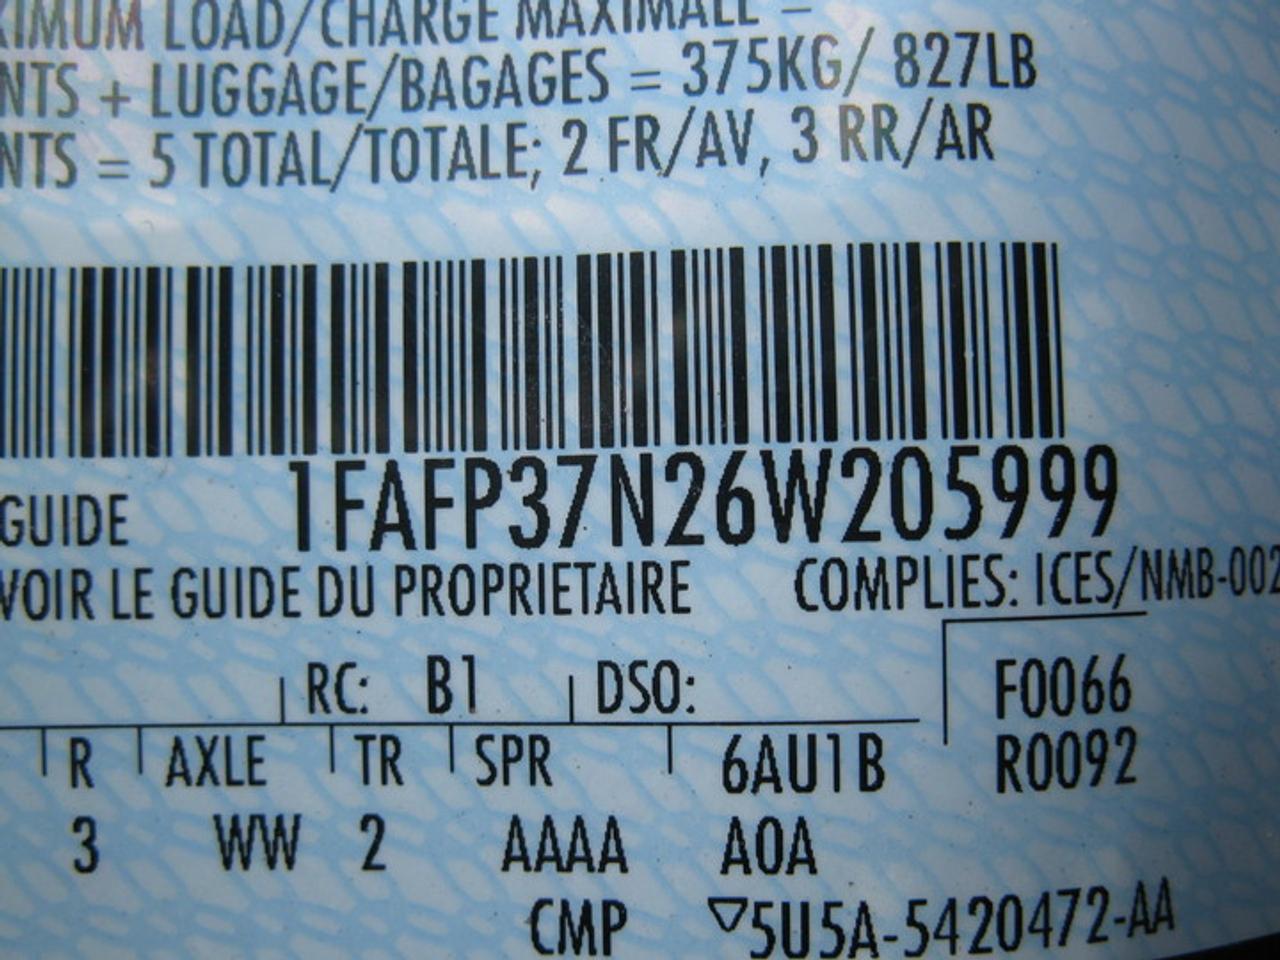 XIMUM LOAD/CHARGE MAXIMALE =
NTS + LUGGAGE/BAGAGES = 375KG/ 827LB
NTS = 5 TOTAL/TOTALE; 2 FR/AV, 3 RR/AR
GUIDE 1FAFP37N26W205999
VOIR LE GUIDE DU PROPRIETAIRE COMPLIES: ICES/NMB-002
RC: B1 DSO: F0066
R AXLE TR SPR 6AU1B R0092
3 WW 2 AAAA A0A
CMP ▽5U5A-5420472-AA